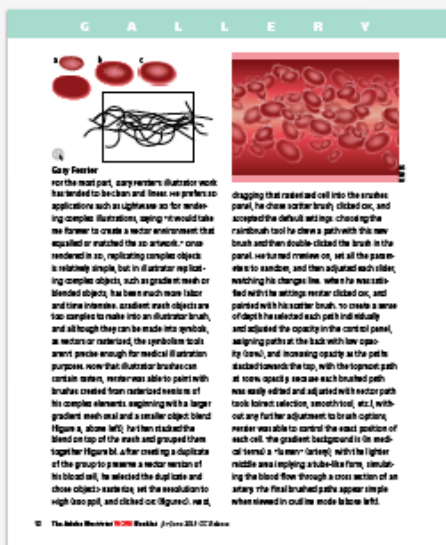 GALLERY
a b c
Gary Ferster
For the most part, Gary Ferster's Illustrator work
has tended to be clean and linear. He prefers 3D
applications such as Lightwave 3D for render-
ing complex illustrations, saying "It would take
me forever to create a vector environment that
equalled or matched the 3D artwork." Once
rendered in 3D, replicating complex objects
is relatively simple, but in Illustrator replicat-
ing complex objects, such as gradient mesh or
blended objects, has been much more labor
and time intensive. Gradient mesh objects are
too complex to make into an Illustrator brush,
and although they can be made into symbols,
as vectors or rasterized, the symbolism tools
aren't precise enough for medical illustration
purposes. Now that Illustrator brushes can
contain rasters, Ferster was able to paint with
brushes created from rasterized versions of
his complex elements. Beginning with a larger
gradient mesh oval and a smaller object blend
(Figure a, above left) he then stacked the
blend on top of the mesh and grouped them
together (Figure b). After creating a duplicate
of the group to preserve a vector version of
his blood cell, he selected the duplicate and
chose Object> Rasterize, set the resolution to
High (300 ppi), and clicked OK (Figure c). Next,
dragging that rasterized cell into the Brushes
panel, he chose Scatter Brush, clicked OK, and
accepted the default settings. Choosing the
Paintbrush tool he drew a path with this new
brush and then double-clicked the brush in the
panel. He turned Preview on, set all the param-
eters to Random, and then adjusted each slider,
watching his changes live. When he was satis-
fied with the settings Ferster clicked OK, and
painted with his scatter brush. To create a sense
of depth he selected each path individually
and adjusted the opacity in the Control panel,
assigning paths at the back with low opac-
ity and increasing opacity as the paths
stacked towards the top, with the topmost path
at 100% opacity. Because each brushed path
was easily edited and adjusted with vector path
tools (Direct Selection, Smooth tool, etc.), with-
out any further adjustment to brush options,
Ferster was able to control the exact position of
each cell. The gradient background is (in medi-
cal terms) a "lumen" (artery), with the lighter
middle area implying a tube-like form, simulat-
ing the blood flow through a cross section of an
artery. The final brushed paths appear simple
when viewed in Outline mode (above left).
The Adobe Illustrator WOW! Booklet for